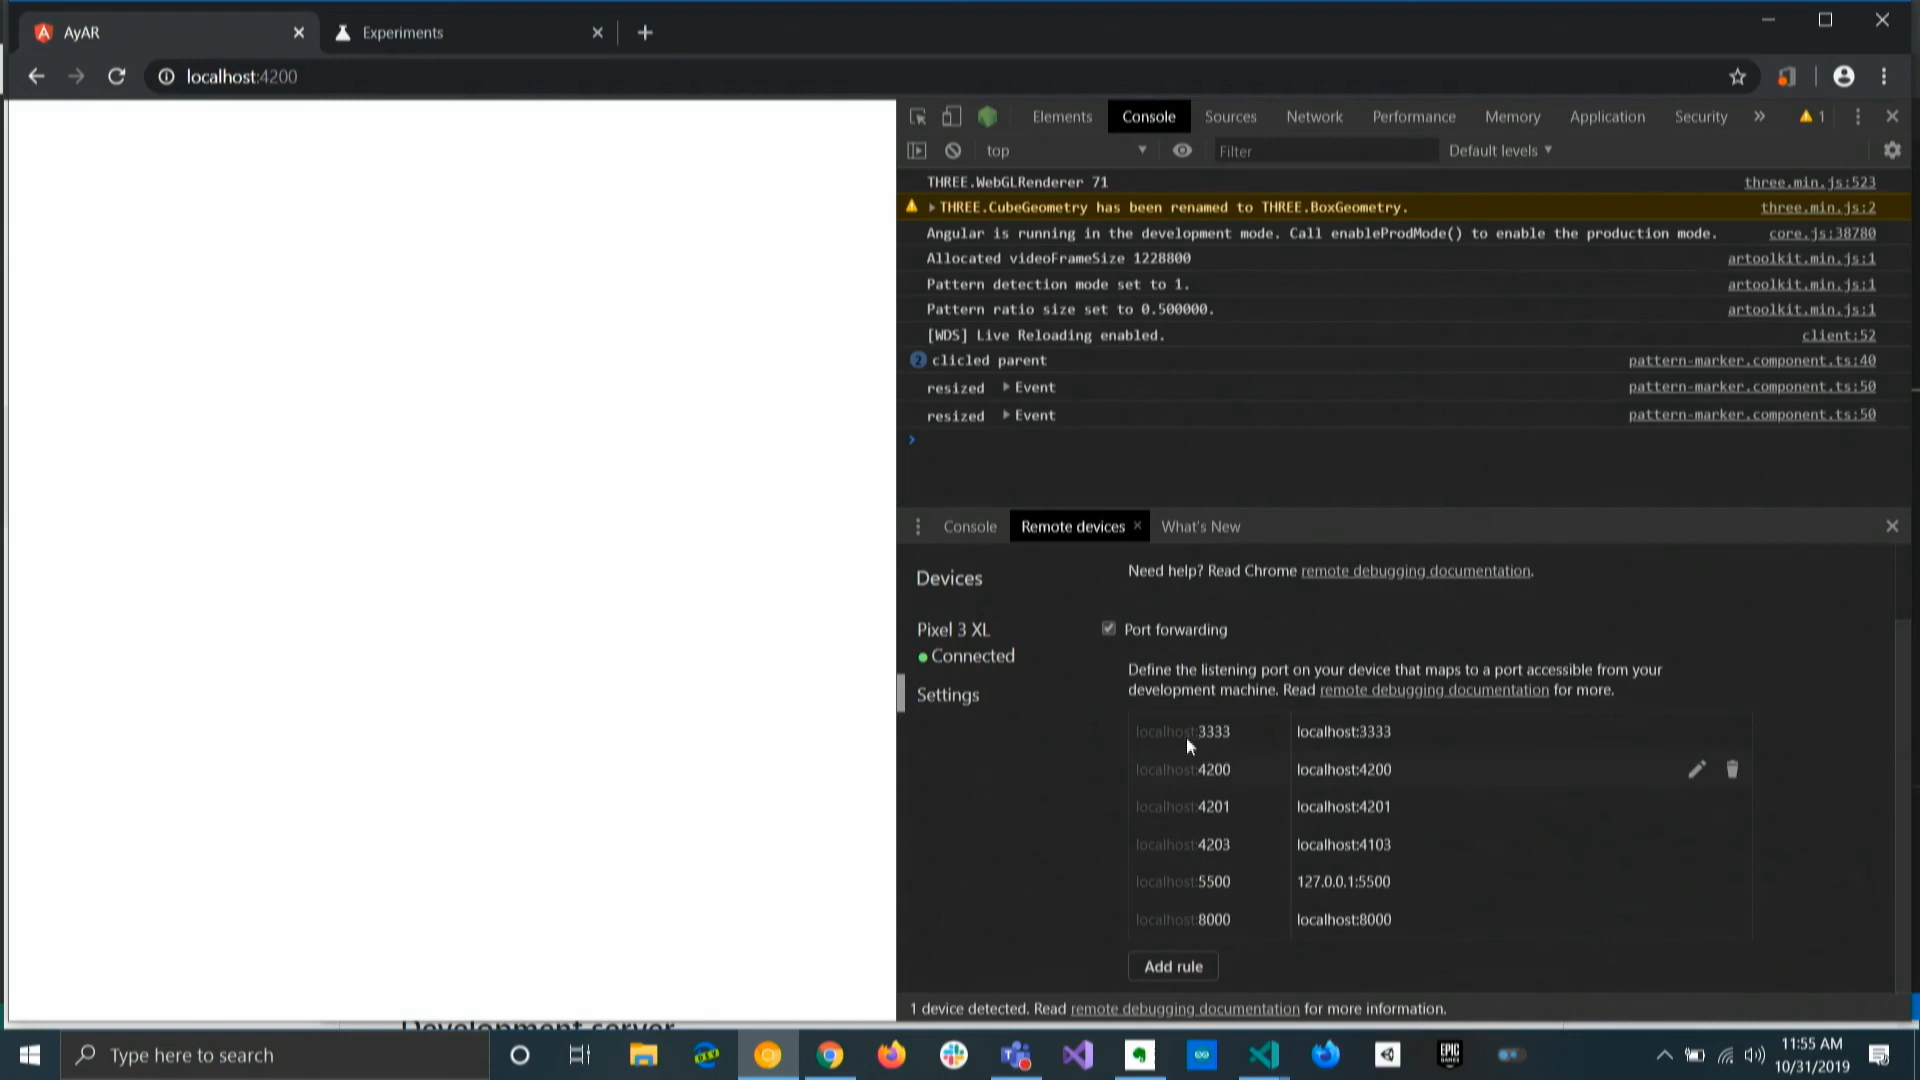 AyAR
Experiments
localhost:4200
Elements Console Sources Network Performance Memory Application Security » 1
top Filter Default levels
THREE.WebGLRenderer 71 three.min.js:523
THREE.CubeGeometry has been renamed to THREE.BoxGeometry. three.min.js:2
Angular is running in the development mode. Call enableProdMode() to enable the production mode. core.js:38780
Allocated videoFrameSize 1228800 artoolkit.min.js:1
Pattern detection mode set to 1. artoolkit.min.js:1
Pattern ratio size set to 0.500000. artoolkit.min.js:1
[WDS] Live Reloading enabled. client:52
2 clicled parent pattern-marker.component.ts:40
resized Event pattern-marker.component.ts:50
resized Event pattern-marker.component.ts:50
Console Remote devices What's New
Devices
Pixel 3 XL
Connected
Settings
Need help? Read Chrome remote debugging documentation.
Port forwarding
Define the listening port on your device that maps to a port accessible from your
development machine. Read remote debugging documentation for more.
localhost:3333 localhost:3333
localhost:4200 localhost:4200
localhost:4201 localhost:4201
localhost:4203 localhost:4103
localhost:5500 127.0.0.1:5500
localhost:8000 localhost:8000
Add rule
1 device detected. Read remote debugging documentation for more information.
Development server
Type here to search
DEV
EPIC
GAMES
11:55 AM
10/31/2019